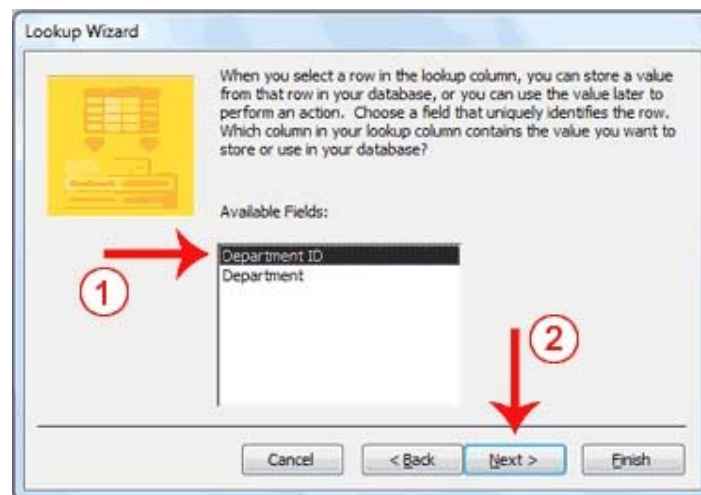 Lookup Wizard
When you select a row in the lookup column, you can store a value
from that row in your database, or you can use the value later to
perform an action. Choose a field that uniquely identifies the row.
Which column in your lookup column contains the value you want to
store or use in your database?
Available Fields:
Department ID
Department
1
2
Cancel
< Back
Next >
Finish